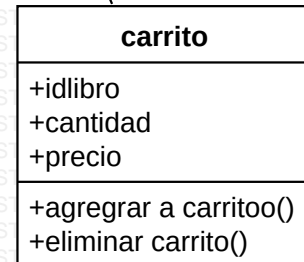 carrito
+idlibro
+cantidad
+precio
+agregrar a carritoo()
+eliminar carrito()